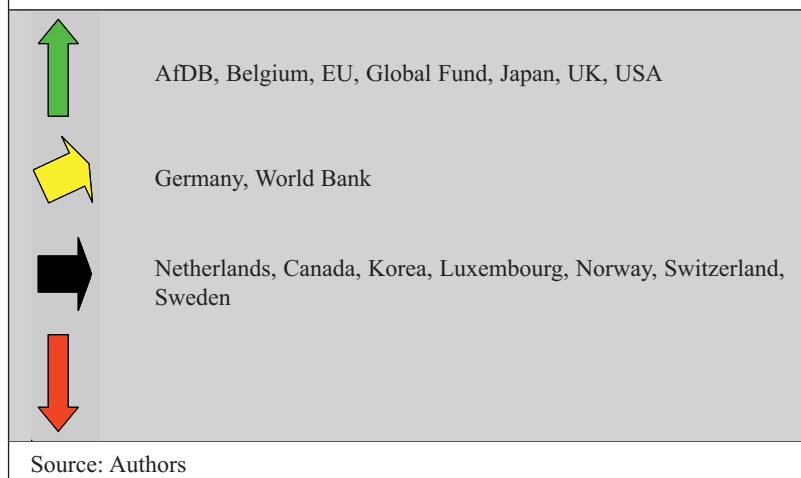 AfDB, Belgium, EU, Global Fund, Japan, UK, USA
Germany, World Bank
Netherlands, Canada, Korea, Luxembourg, Norway, Switzerland,
Sweden
Source: Authors